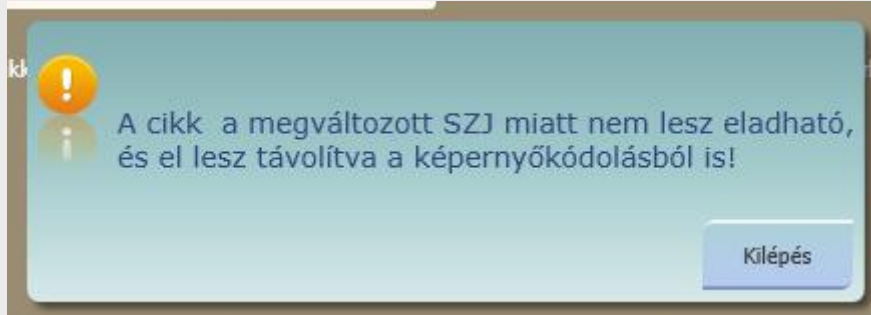 A cikk  a megváltozott SZJ miatt nem lesz eladható,
és el lesz távolítva a képernyőkódolásból is!
Kilépés